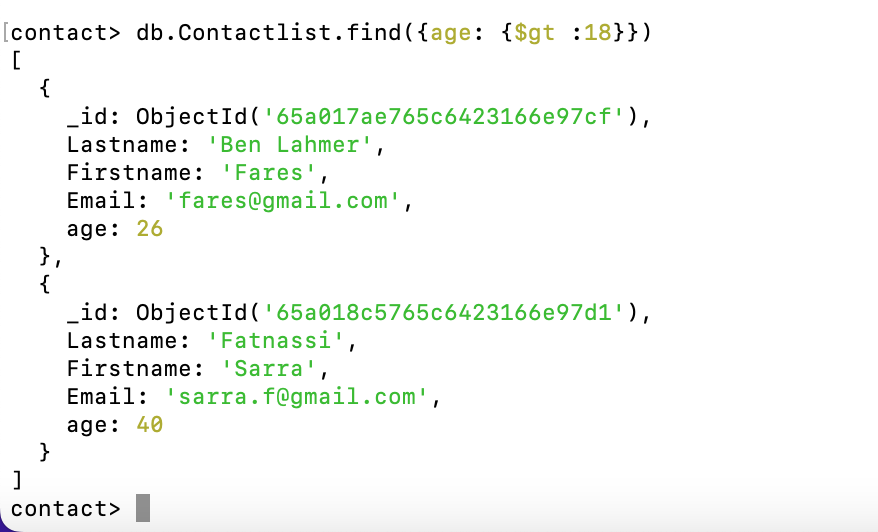 [contact> db.Contactlist.find({age: {$gt :18}})
[
  {
    _id: ObjectId('65a017ae765c6423166e97cf'),
    Lastname: 'Ben Lahmer',
    Firstname: 'Fares',
    Email: 'fares@gmail.com',
    age: 26
  },
  {
    _id: ObjectId('65a018c5765c6423166e97d1'),
    Lastname: 'Fatnassi',
    Firstname: 'Sarra',
    Email: 'sarra.f@gmail.com',
    age: 40
  }
]
contact>